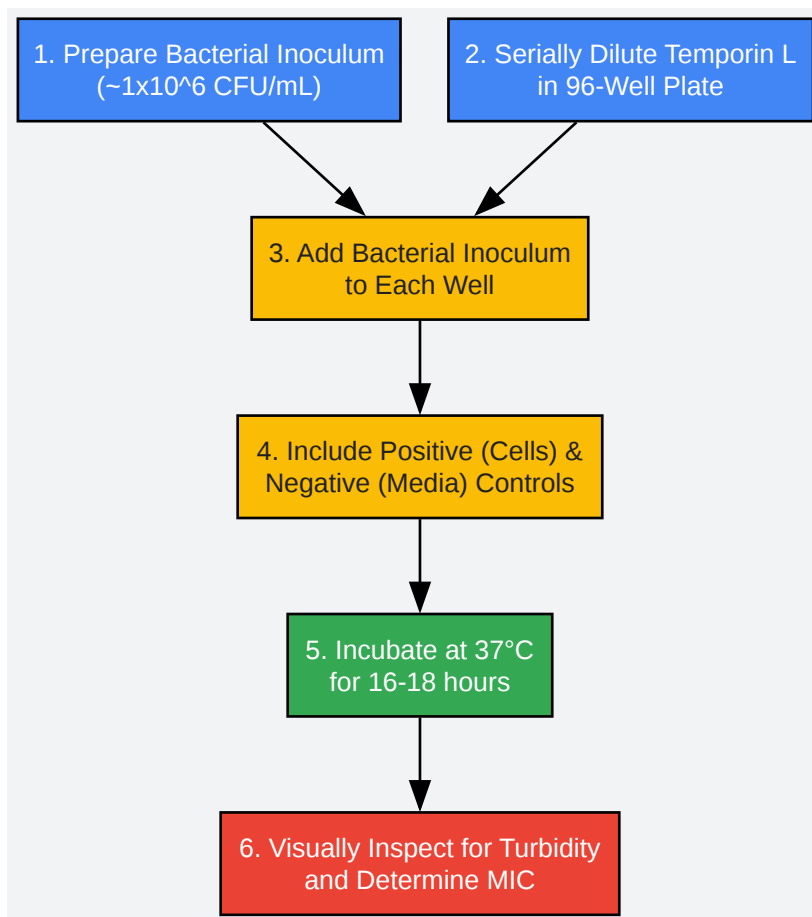 1. Prepare Bacterial Inoculum
(~1x10^6 CFU/mL)
2. Serially Dilute Temporin L
in 96-Well Plate
3. Add Bacterial Inoculum
to Each Well
4. Include Positive (Cells) &
Negative (Media) Controls
5. Incubate at 37°C
for 16-18 hours
6. Visually Inspect for Turbidity
and Determine MIC